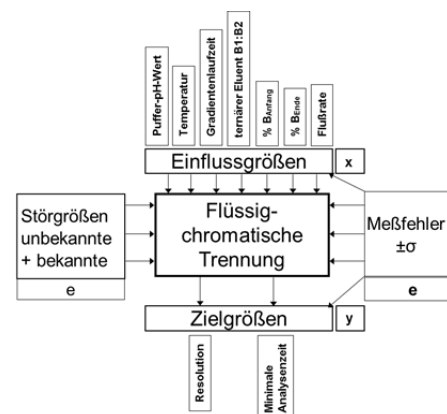 Puffer-pH-Wert
Temperatur
Gradientenlaufzeit
ternärer Eluent B1:B2
% BAnfang
% BEnde
Flußrate
Einflussgrößen
x
Störgrößen
unbekannte
+ bekannte
e
Flüssig-
chromatische
Trennung
Meßfehler
±σ
e
Zielgrößen
y
Resolution
Minimale
Analysenzeit